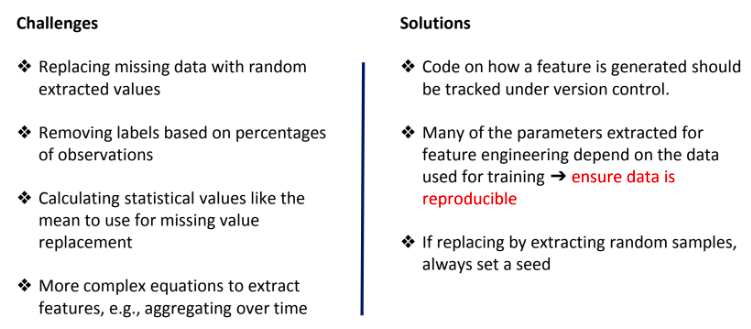 Challenges
❖ Replacing missing data with random
extracted values
❖ Removing labels based on percentages
of observations
❖ Calculating statistical values like the
mean to use for missing value
replacement
❖ More complex equations to extract
features, e.g., aggregating over time
Solutions
❖ Code on how a feature is generated should
be tracked under version control.
❖ Many of the parameters extracted for
feature engineering depend on the data
used for training ➔ ensure data is
reproducible
❖ If replacing by extracting random samples,
always set a seed